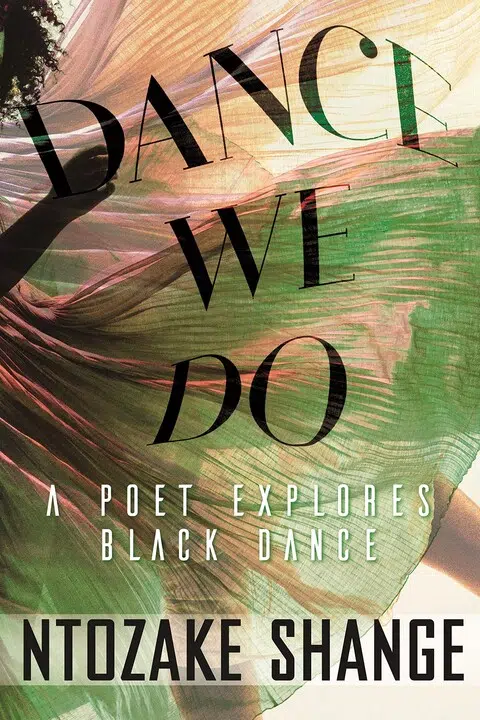 DANCE
WE
DO
A POET EXPLORES
BLACK DANCE
NTOZAKE SHANGE